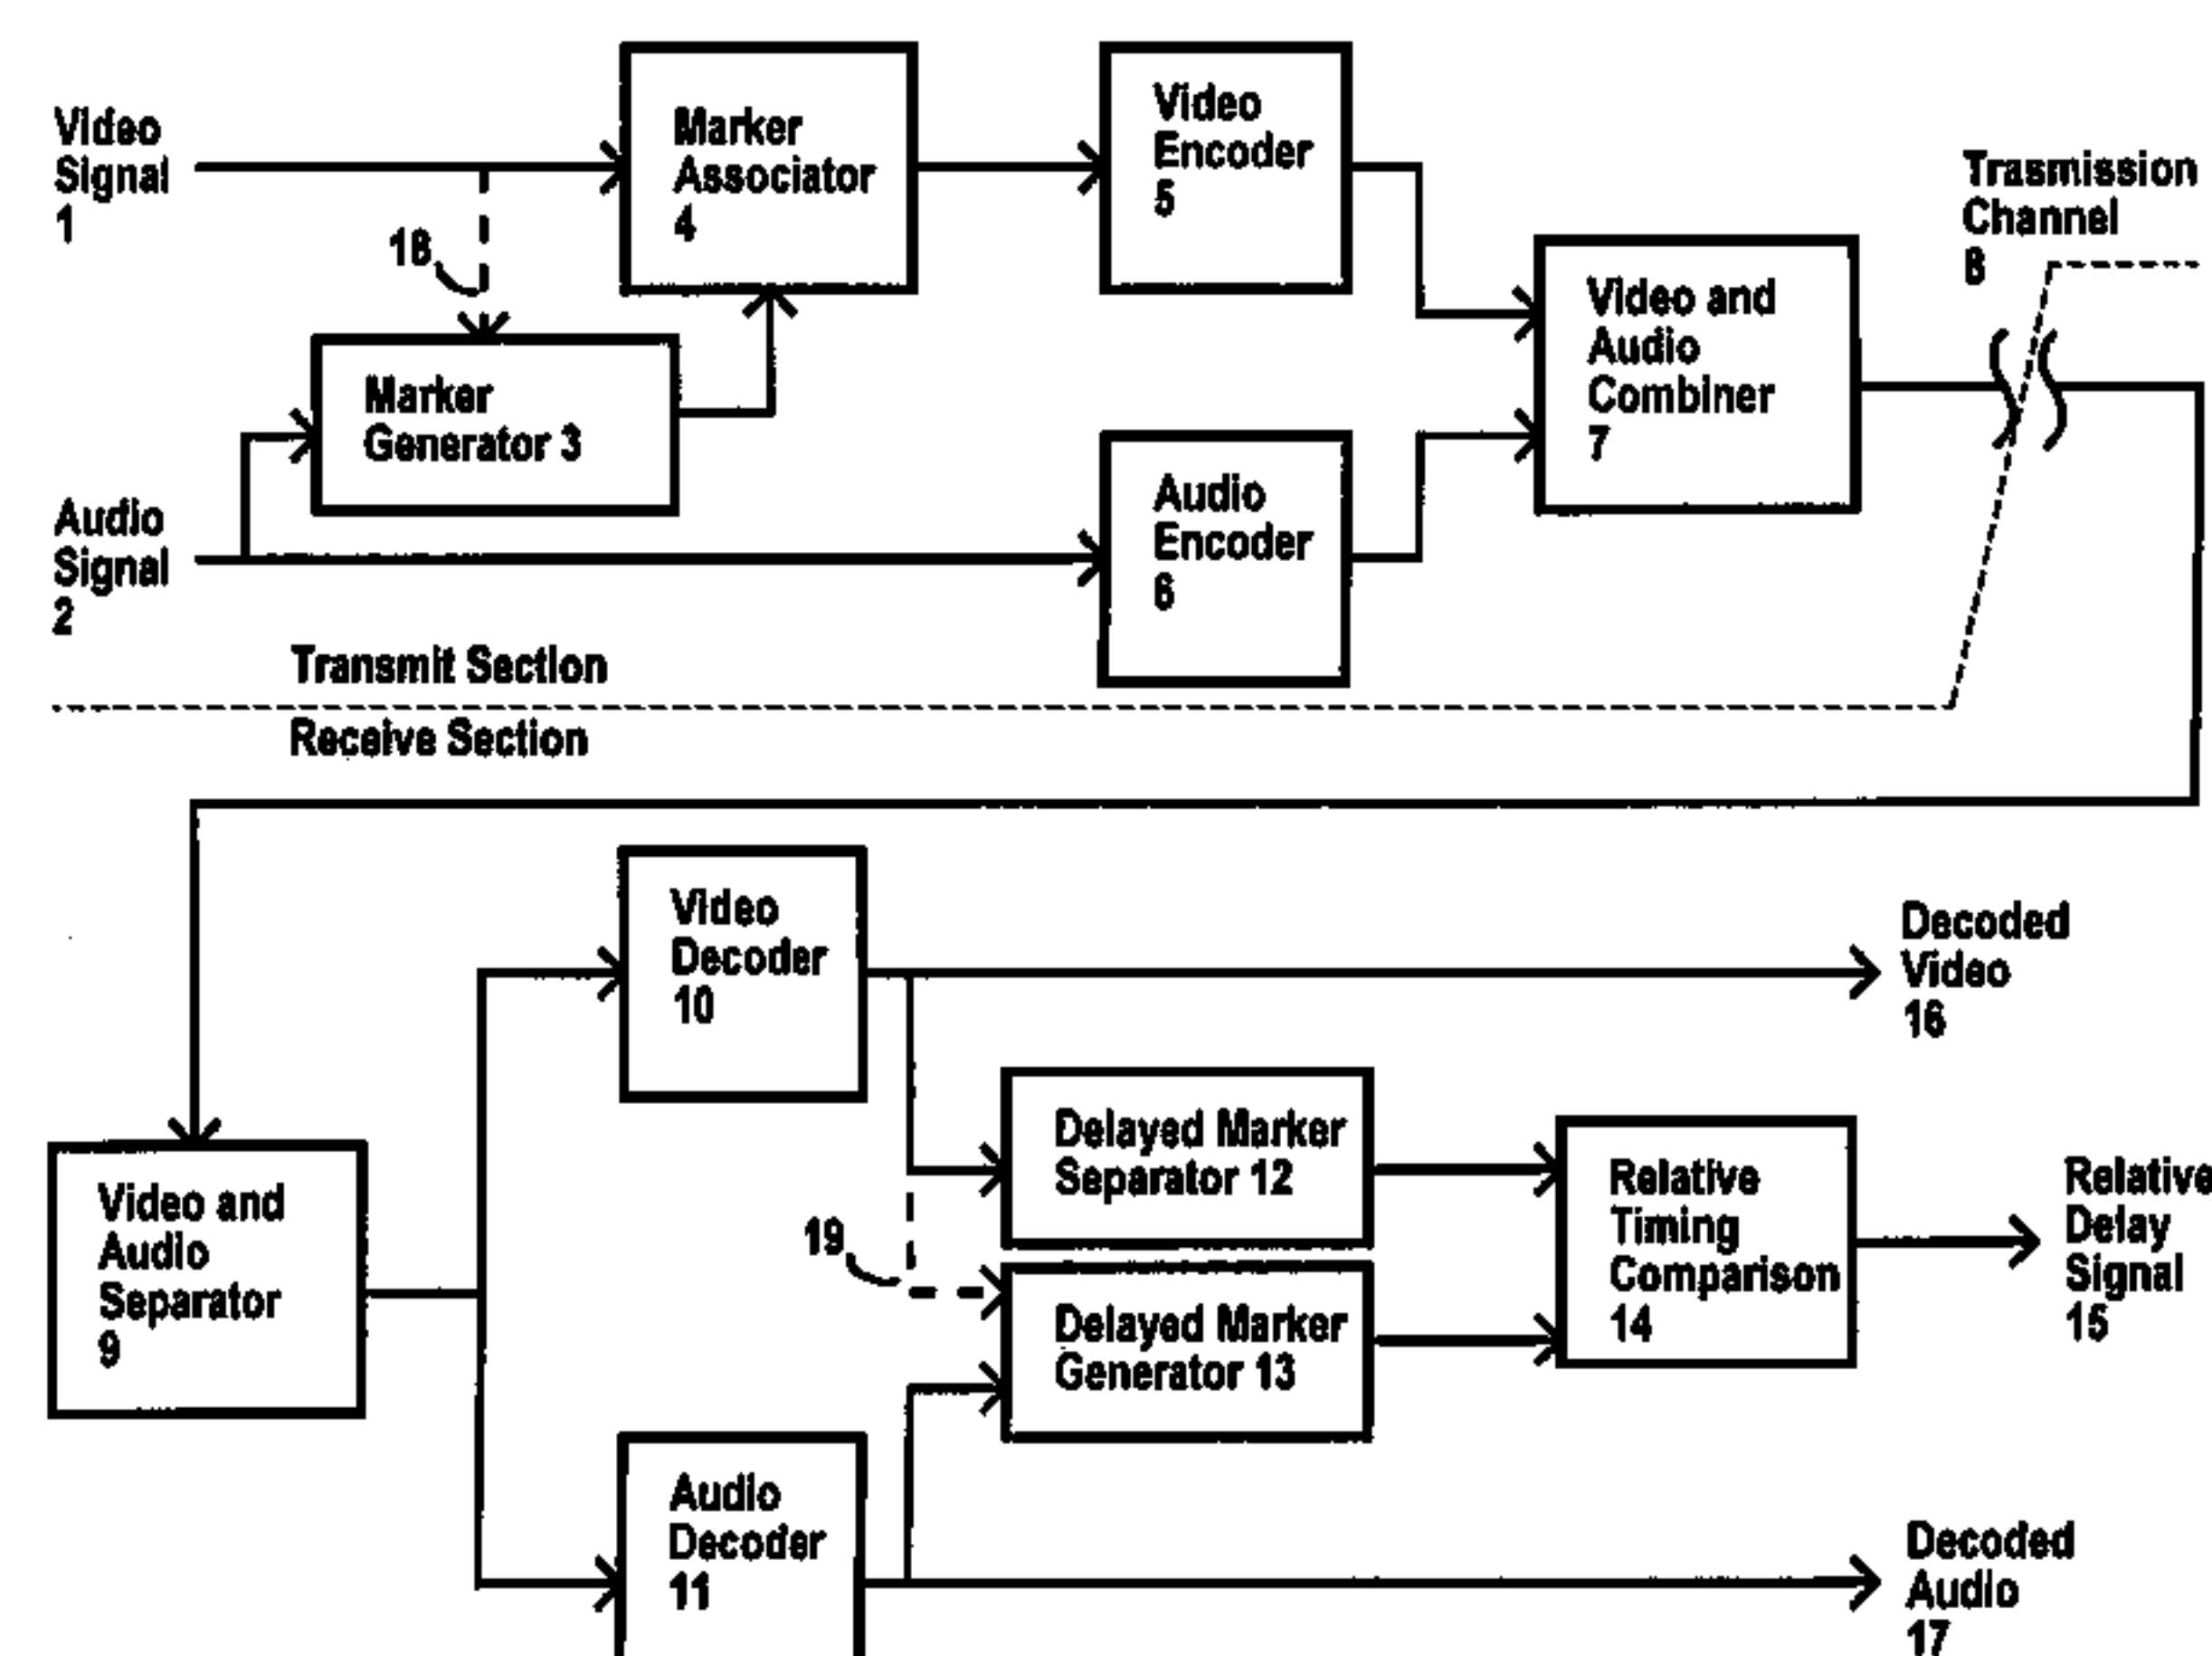 Video
Signal
1
Marker
Associator
4
Video
Encoder
5
Trasmission
Channel
8
18
Marker
Generator 3
Video and
Audio
Combiner
7
Audio
Signal
2
Audio
Encoder
6
Transmit Section
Receive Section
Video
Decoder
10
Decoded
Video
16
Video and
Audio
Separator
9
Delayed Marker
Separator 12
19
Delayed Marker
Generator 13
Relative
Timing
Comparison
14
Relative
Delay
Signal
15
Audio
Decoder
11
Decoded
Audio
17